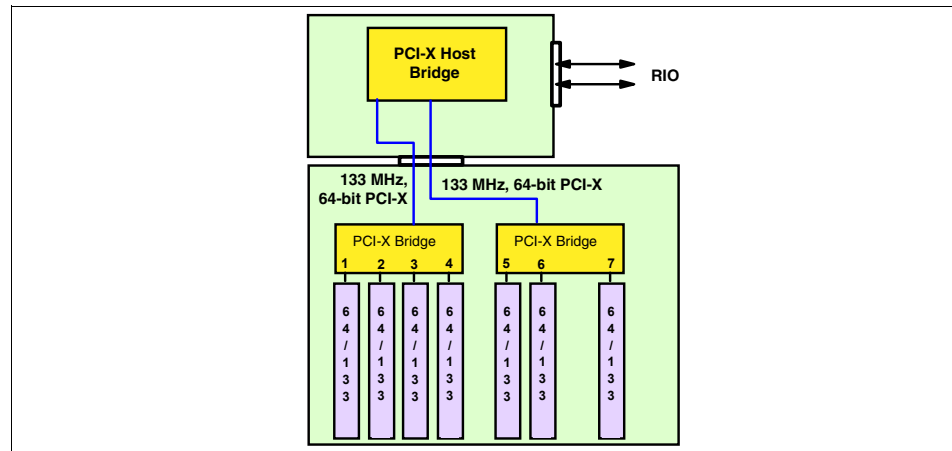 PCI-X Host
Bridge
RIO
133 MHz,
64-bit PCI-X
133 MHz, 64-bit PCI-X
PCI-X Bridge
1 2 3 4
PCI-X Bridge
5 6 7
64/133
64/133
64/133
64/133
64/133
64/133
64/133